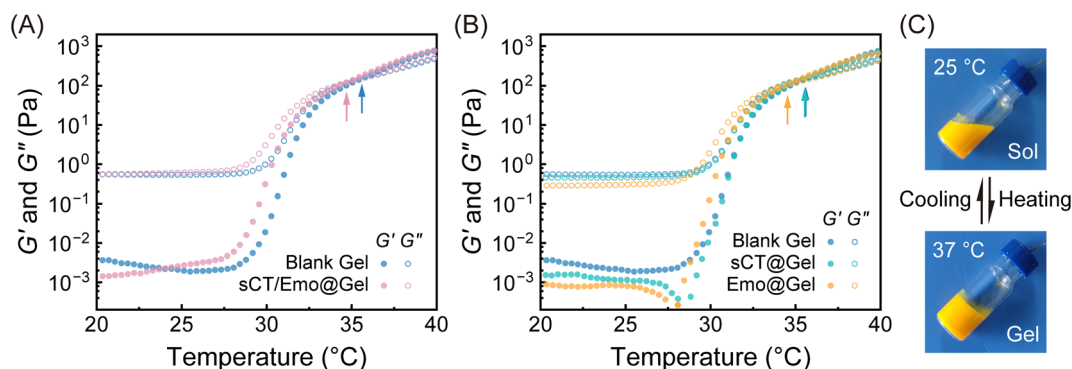 (A)
G′ and G″ (Pa)
10³
10²
10¹
10⁰
10⁻¹
10⁻²
10⁻³
G′ G″
Blank Gel
sCT/Emo@Gel
20 25 30 35 40
Temperature (°C)
(B)
G′ and G″ (Pa)
10³
10²
10¹
10⁰
10⁻¹
10⁻²
10⁻³
G′ G″
Blank Gel
sCT@Gel
Emo@Gel
20 25 30 35 40
Temperature (°C)
(C)
25 °C
Sol
Cooling Heating
37 °C
Gel